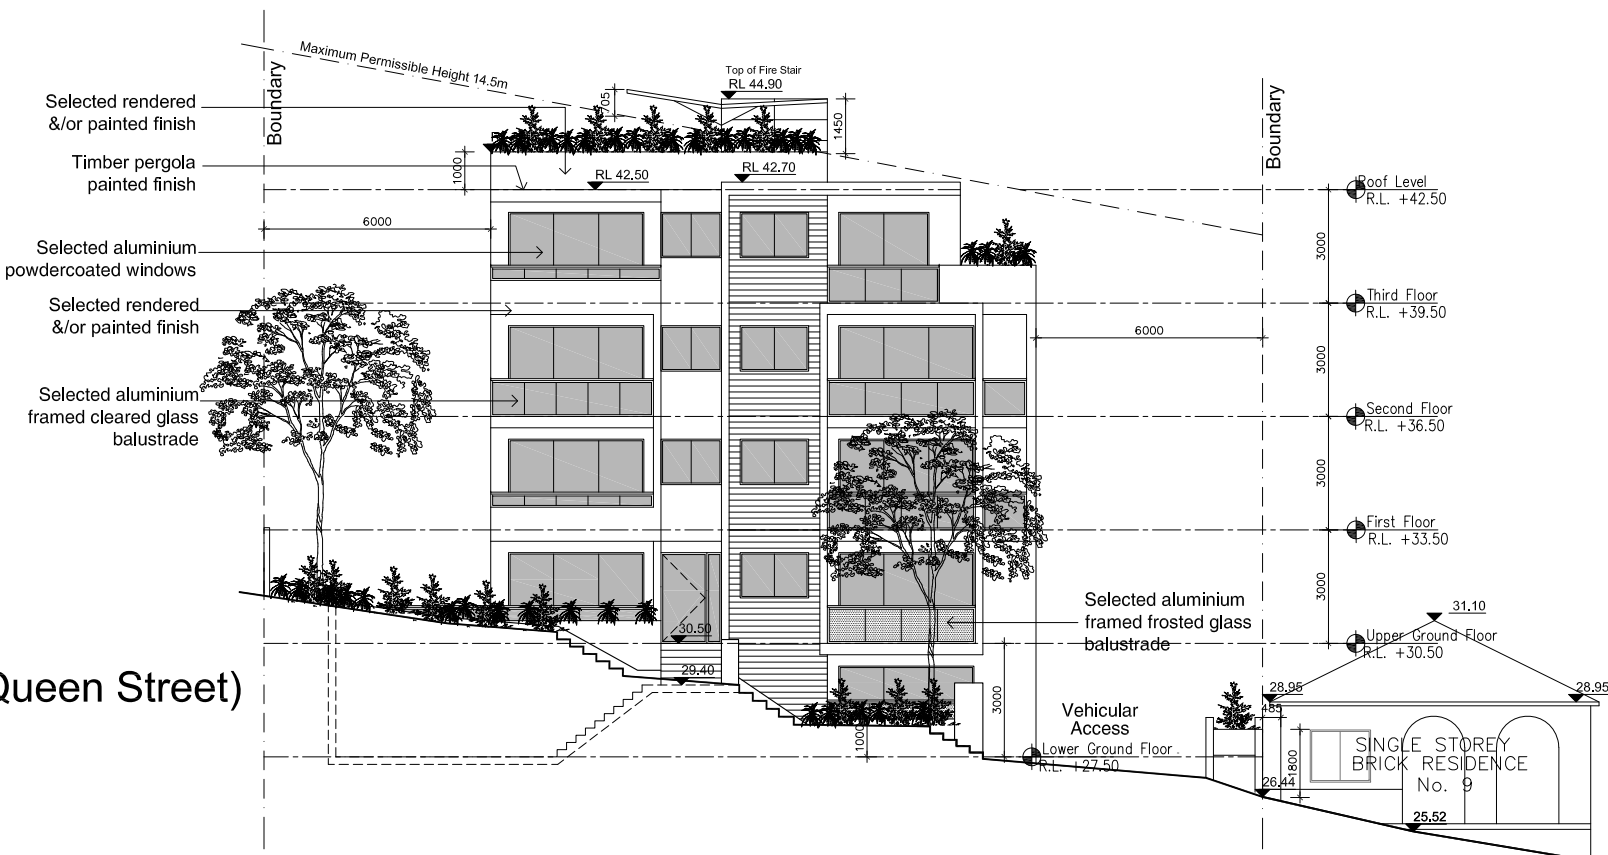 Maximum Permissible Height 14.5m
Boundary
Top of Fire Stair
RL 44.90
705
1450
Boundary
Selected rendered
&/or painted finish
Timber pergola
painted finish
1000
RL 42.50
RL 42.70
Roof Level
R.L. +42.50
6000
3000
Selected aluminium
powdercoated windows
Selected rendered
&/or painted finish
Third Floor
R.L. +39.50
6000
3000
Selected aluminium
framed cleared glass
balustrade
Second Floor
R.L. +36.50
3000
First Floor
R.L. +33.50
3000
Selected aluminium
framed frosted glass
balustrade
31.10
30.50
Upper Ground Floor
R.L. +30.50
29.40
Queen Street)
3000
28.95
28.95
485
Vehicular
Access
1000
Lower Ground Floor
R.L. +27.50
1800
SINGLE STOREY
BRICK RESIDENCE
No. 9
26.44
25.52